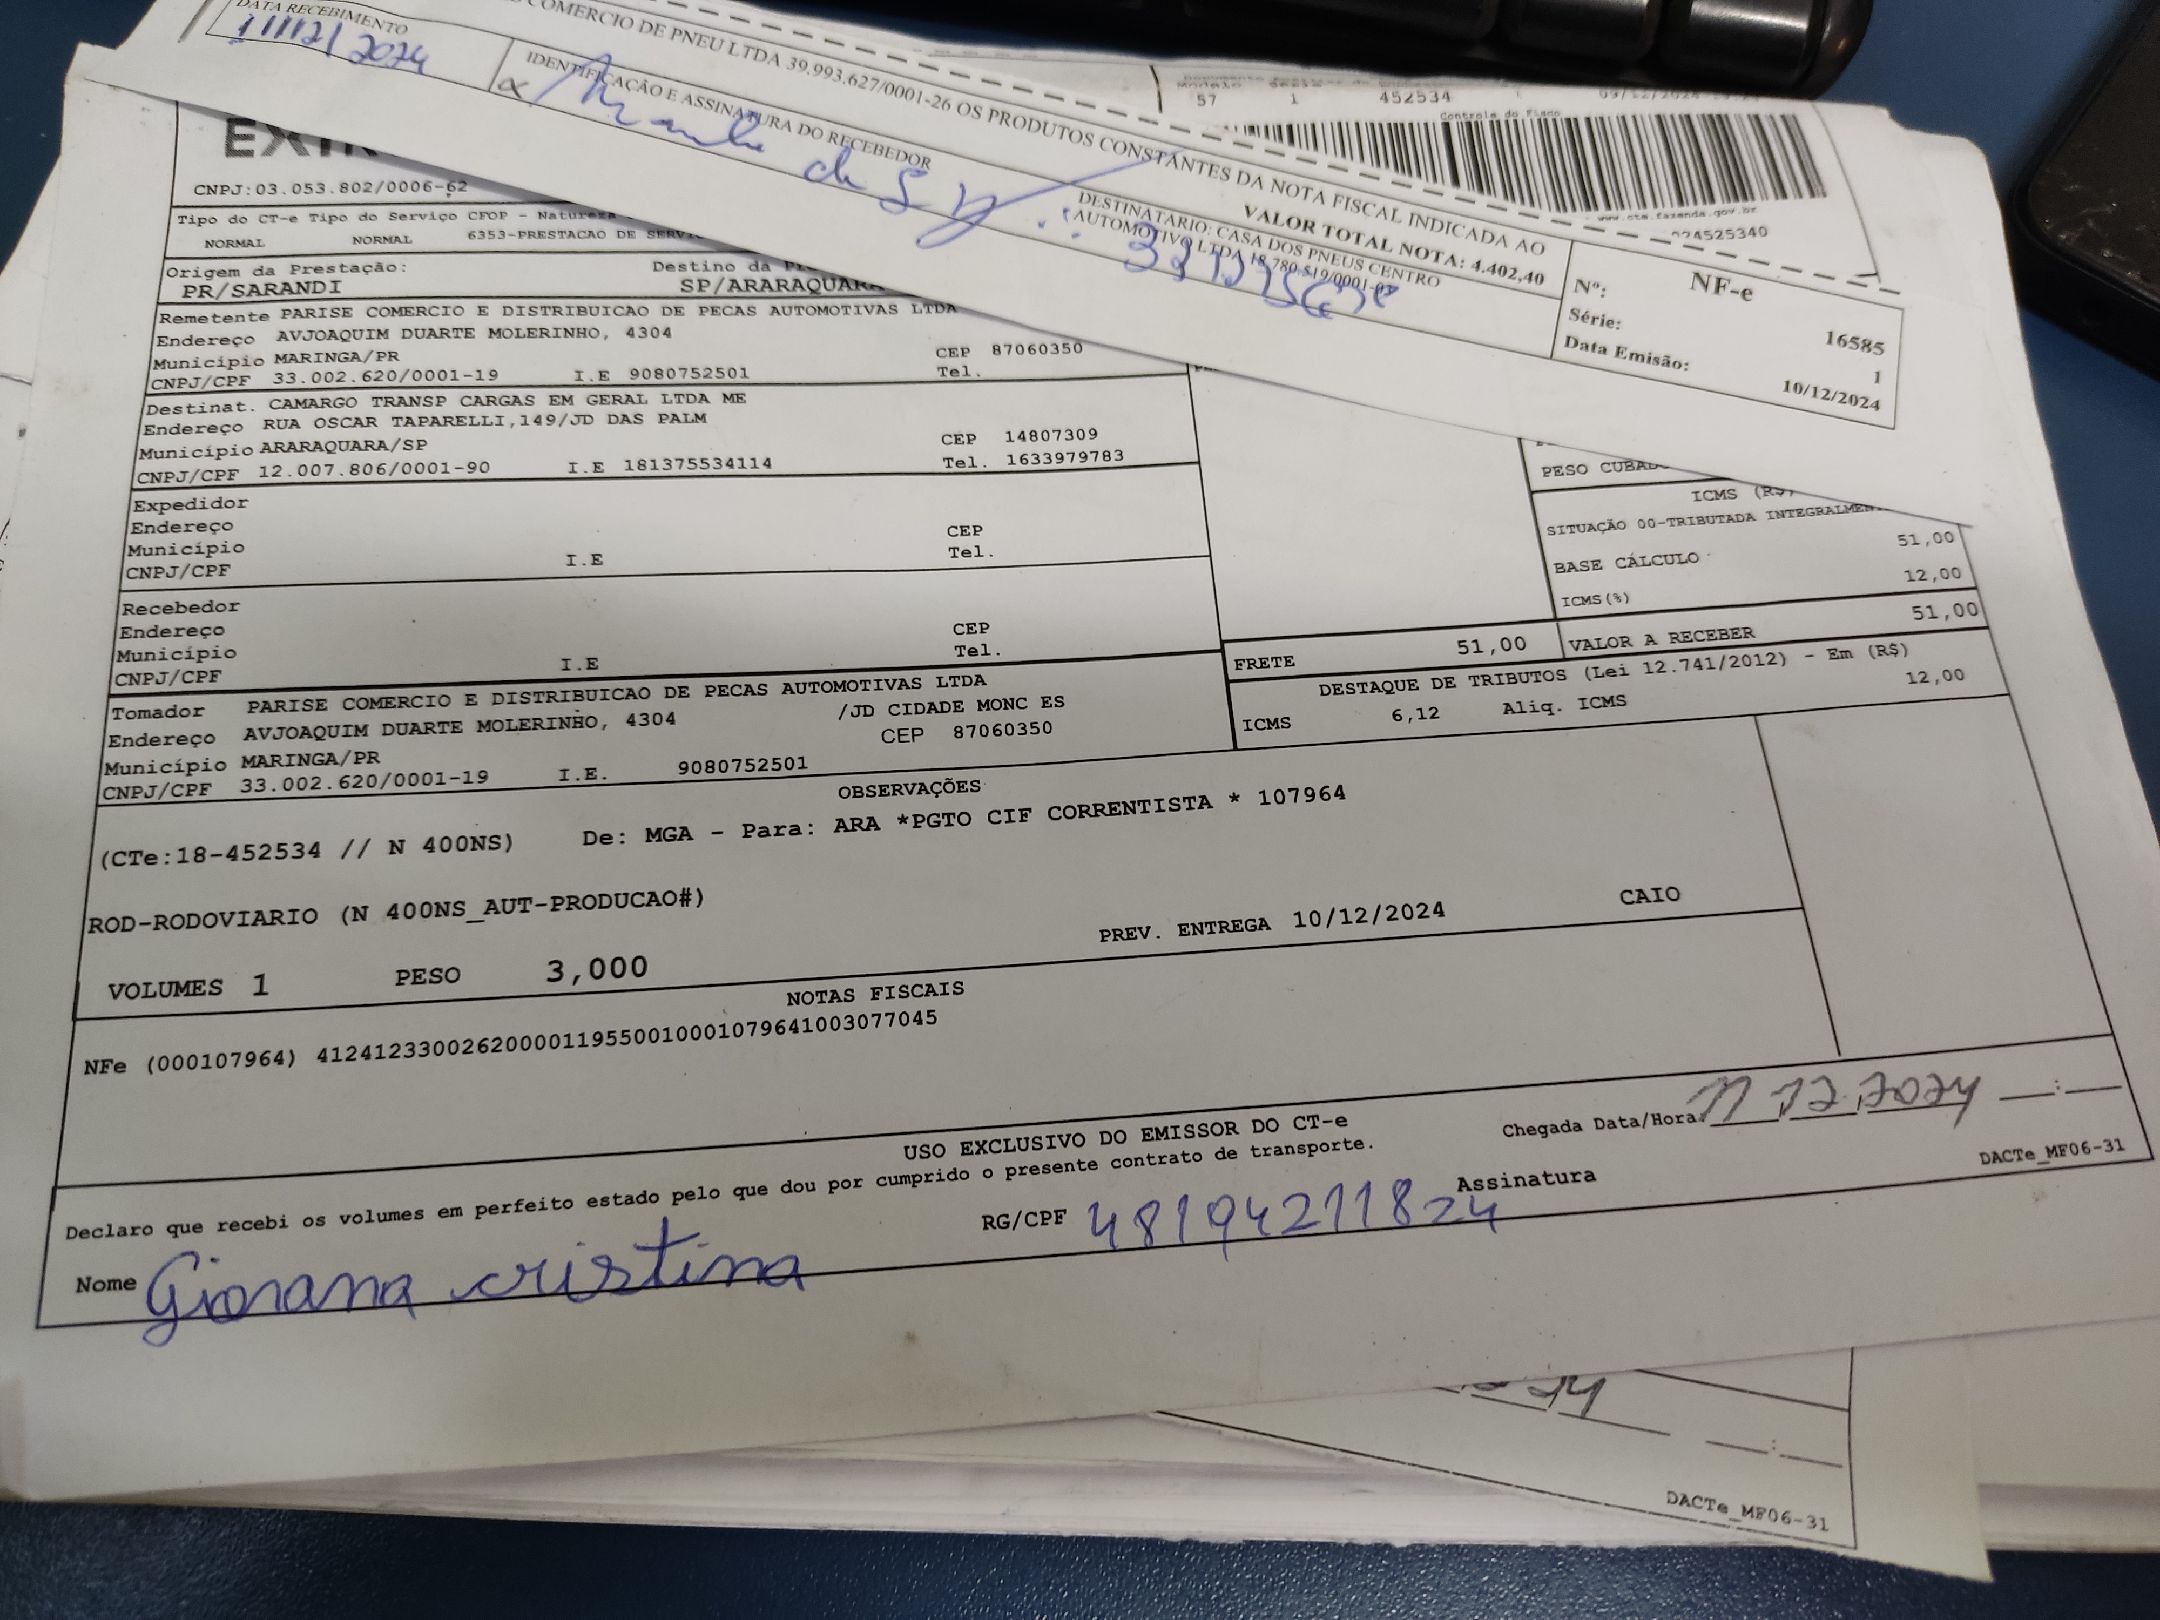 DATA RECEBIMENTO
11/12/2024
COMERCIO DE PNEU LTDA 39.993.627/0001-26 OS PRODUTOS CONSTANTES DA NOTA FISCAL INDICADA AO
IDENTIFICAÇÃO E ASSINATURA DO RECEBEDOR
VALOR TOTAL NOTA: 4.402,40
DESTINATÁRIO: CASA DOS PNEUS CENTRO
AUTOMOTIVO LTDA
NF-e
Nº: 16585
Série: 1
Data Emissão: 10/12/2024
Modelo
57 1 452534
Controle do Fisco
www.cte.fazenda.gov.br
CNPJ:03.053.802/0006-62
Tipo do CT-e Tipo do Serviço CFOP - Natureza
NORMAL NORMAL 6353-PRESTACAO DE
Origem da Prestação: Destino da
PR/SARANDI SP/ARARAQUARA
Remetente PARISE COMERCIO E DISTRIBUICAO DE PECAS AUTOMOTIVAS LTDA
Endereço AVJOAQUIM DUARTE MOLERINHO, 4304
Município MARINGA/PR CEP 87060350
CNPJ/CPF 33.002.620/0001-19 I.E 9080752501 Tel.
Destinat. CAMARGO TRANSP CARGAS EM GERAL LTDA ME
Endereço RUA OSCAR TAPARELLI,149/JD DAS PALM
Município ARARAQUARA/SP CEP 14807309
CNPJ/CPF 12.007.806/0001-90 I.E 181375534114 Tel. 1633979783
Expedidor
Endereço
Município CEP
CNPJ/CPF I.E Tel.
Recebedor
Endereço
Município CEP
CNPJ/CPF I.E Tel.
PESO
ICMS (R$)
SITUAÇÃO 00-TRIBUTADA
BASE CÁLCULO 51,00
ICMS(%) 12,00
FRETE 51,00 VALOR A RECEBER 51,00
DESTAQUE DE TRIBUTOS (Lei 12.741/2012) - Em (R$)
ICMS 6,12 Aliq. ICMS 12,00
Tomador PARISE COMERCIO E DISTRIBUICAO DE PECAS AUTOMOTIVAS LTDA
Endereço AVJOAQUIM DUARTE MOLERINHO, 4304 /JD CIDADE MONC ES
Município MARINGA/PR CEP 87060350
CNPJ/CPF 33.002.620/0001-19 I.E. 9080752501
OBSERVAÇÕES
(CTe:18-452534 // N 400NS) De: MGA - Para: ARA *PGTO CIF CORRENTISTA * 107964
ROD-RODOVIARIO (N 400NS_AUT-PRODUCAO#)
PREV. ENTREGA 10/12/2024 CAIO
VOLUMES 1 PESO 3,000
NOTAS FISCAIS
NFe (000107964) 41241233002620000119550010001079641003077045
USO EXCLUSIVO DO EMISSOR DO CT-e
Chegada Data/Hora: 11 12 2024 :
Declaro que recebi os volumes em perfeito estado pelo que dou por cumprido o presente contrato de transporte.
DACTe_MF06-31
Nome Giovana cristina RG/CPF 48194211824 Assinatura
DACTe_MF06-31